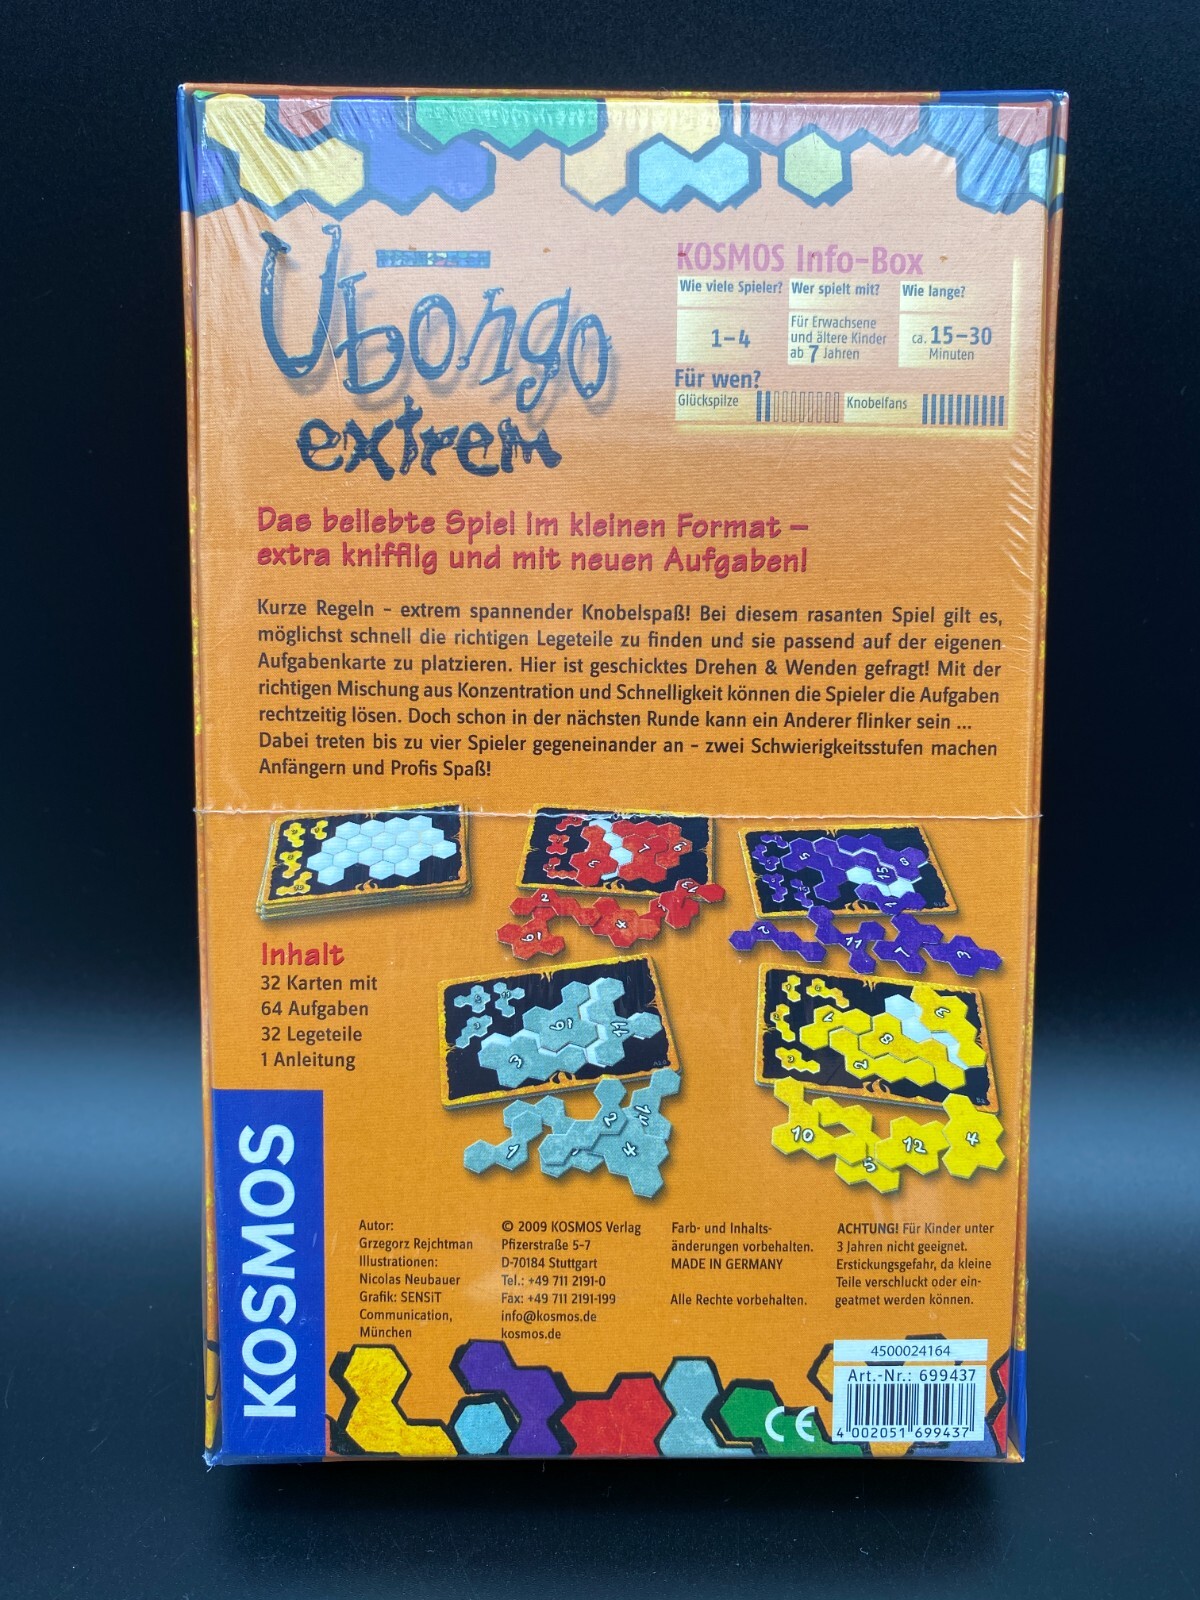 Ubongo
extrem
KOSMOS Info-Box
Wie viele Spieler?
1–4
Wer spielt mit?
Für Erwachsene
und ältere Kinder
ab 7 Jahren
Wie lange?
ca. 15–30
Minuten
Für wen?
Glückspilze
Knobelfans
Das beliebte Spiel im kleinen Format –
extra knifflig und mit neuen Aufgaben!
Kurze Regeln – extrem spannender Knobelspaß! Bei diesem rasanten Spiel gilt es,
möglichst schnell die richtigen Legeteile zu finden und sie passend auf der eigenen
Aufgabenkarte zu platzieren. Hier ist geschicktes Drehen & Wenden gefragt! Mit der
richtigen Mischung aus Konzentration und Schnelligkeit können die Spieler die Aufgaben
rechtzeitig lösen. Doch schon in der nächsten Runde kann ein Anderer flinker sein ...
Dabei treten bis zu vier Spieler gegeneinander an – zwei Schwierigkeitsstufen machen
Anfängern und Profis Spaß!
Inhalt
32 Karten mit
64 Aufgaben
32 Legeteile
1 Anleitung
10
5
12
4
KOSMOS
Autor:
Grzegorz Rejchtman
Illustrationen:
Nicolas Neubauer
Grafik: SENSiT
Communication,
München
© 2009 KOSMOS Verlag
Pfizerstraße 5–7
D-70184 Stuttgart
Tel.: +49 711 2191-0
Fax: +49 711 2191-199
info@kosmos.de
kosmos.de
Farb- und Inhalts-
änderungen vorbehalten.
MADE IN GERMANY
Alle Rechte vorbehalten.
ACHTUNG! Für Kinder unter
3 Jahren nicht geeignet.
Erstickungsgefahr, da kleine
Teile verschluckt oder ein-
geatmet werden können.
CE
4500024164
Art.-Nr.: 699437
4 002051 699437